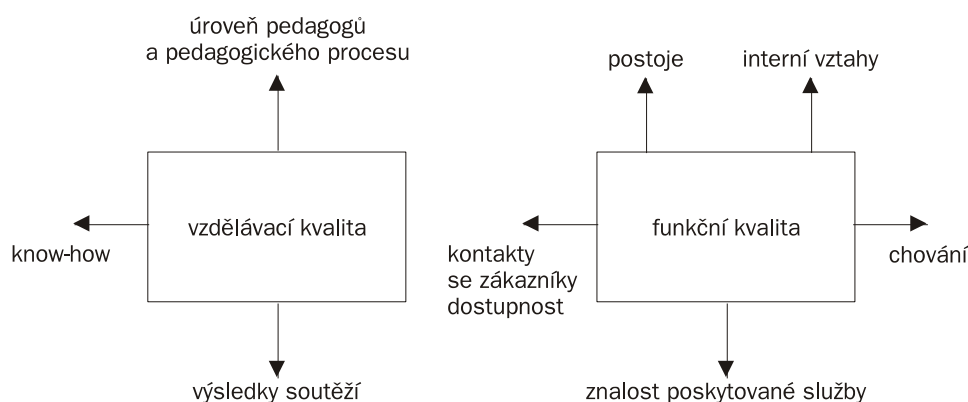 úroveň pedagogů
a pedagogického procesu
vzdělávací kvalita
know-how
výsledky soutěží
postoje
interní vztahy
funkční kvalita
kontakty
se zákazníky
dostupnost
chování
znalost poskytované služby